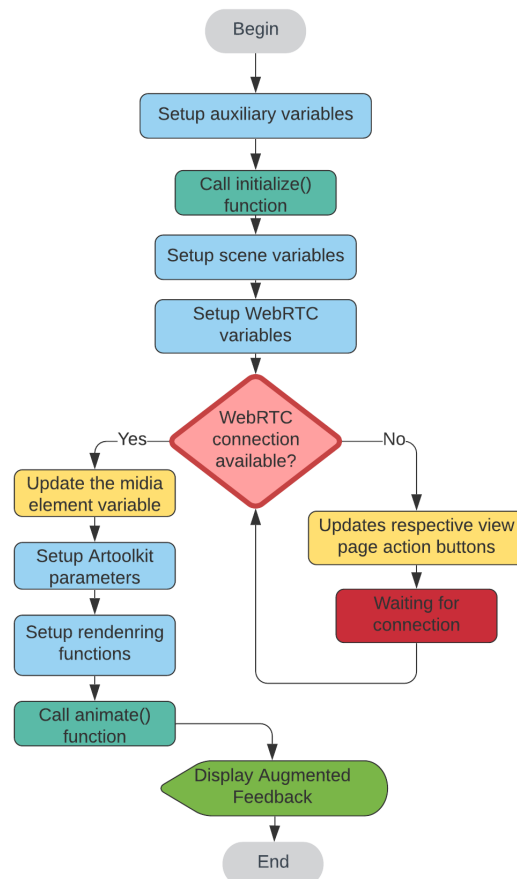 Begin
Setup auxiliary variables
Call initialize()
function
Setup scene variables
Setup WebRTC
variables
WebRTC
connection
available?
Yes
No
Update the midia
element variable
Updates respective view
page action buttons
Setup Artoolkit
parameters
Waiting for
connection
Setup rendenring
functions
Call animate()
function
Display Augmented
Feedback
End